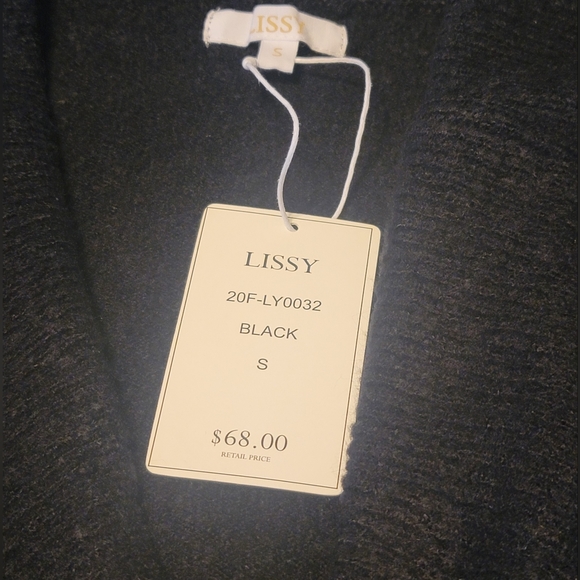 LISSY
S
LISSY
20F-LY0032
BLACK
S
$68.00
RETAIL PRICE